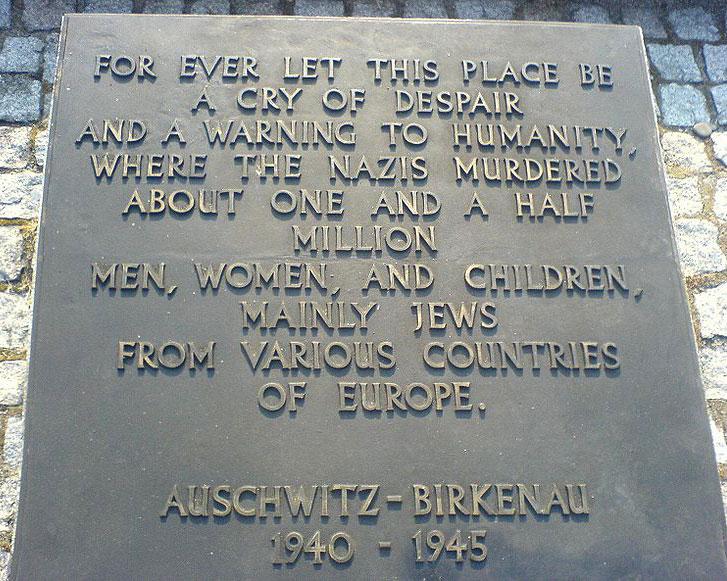 FOR EVER LET THIS PLACE BE
A CRY OF DESPAIR
AND A WARNING TO HUMANITY,
WHERE THE NAZIS MURDERED
ABOUT ONE AND A HALF
MILLION
MEN, WOMEN, AND CHILDREN,
MAINLY JEWS
FROM VARIOUS COUNTRIES
OF EUROPE.
AUSCHWITZ - BIRKENAU
1940 - 1945